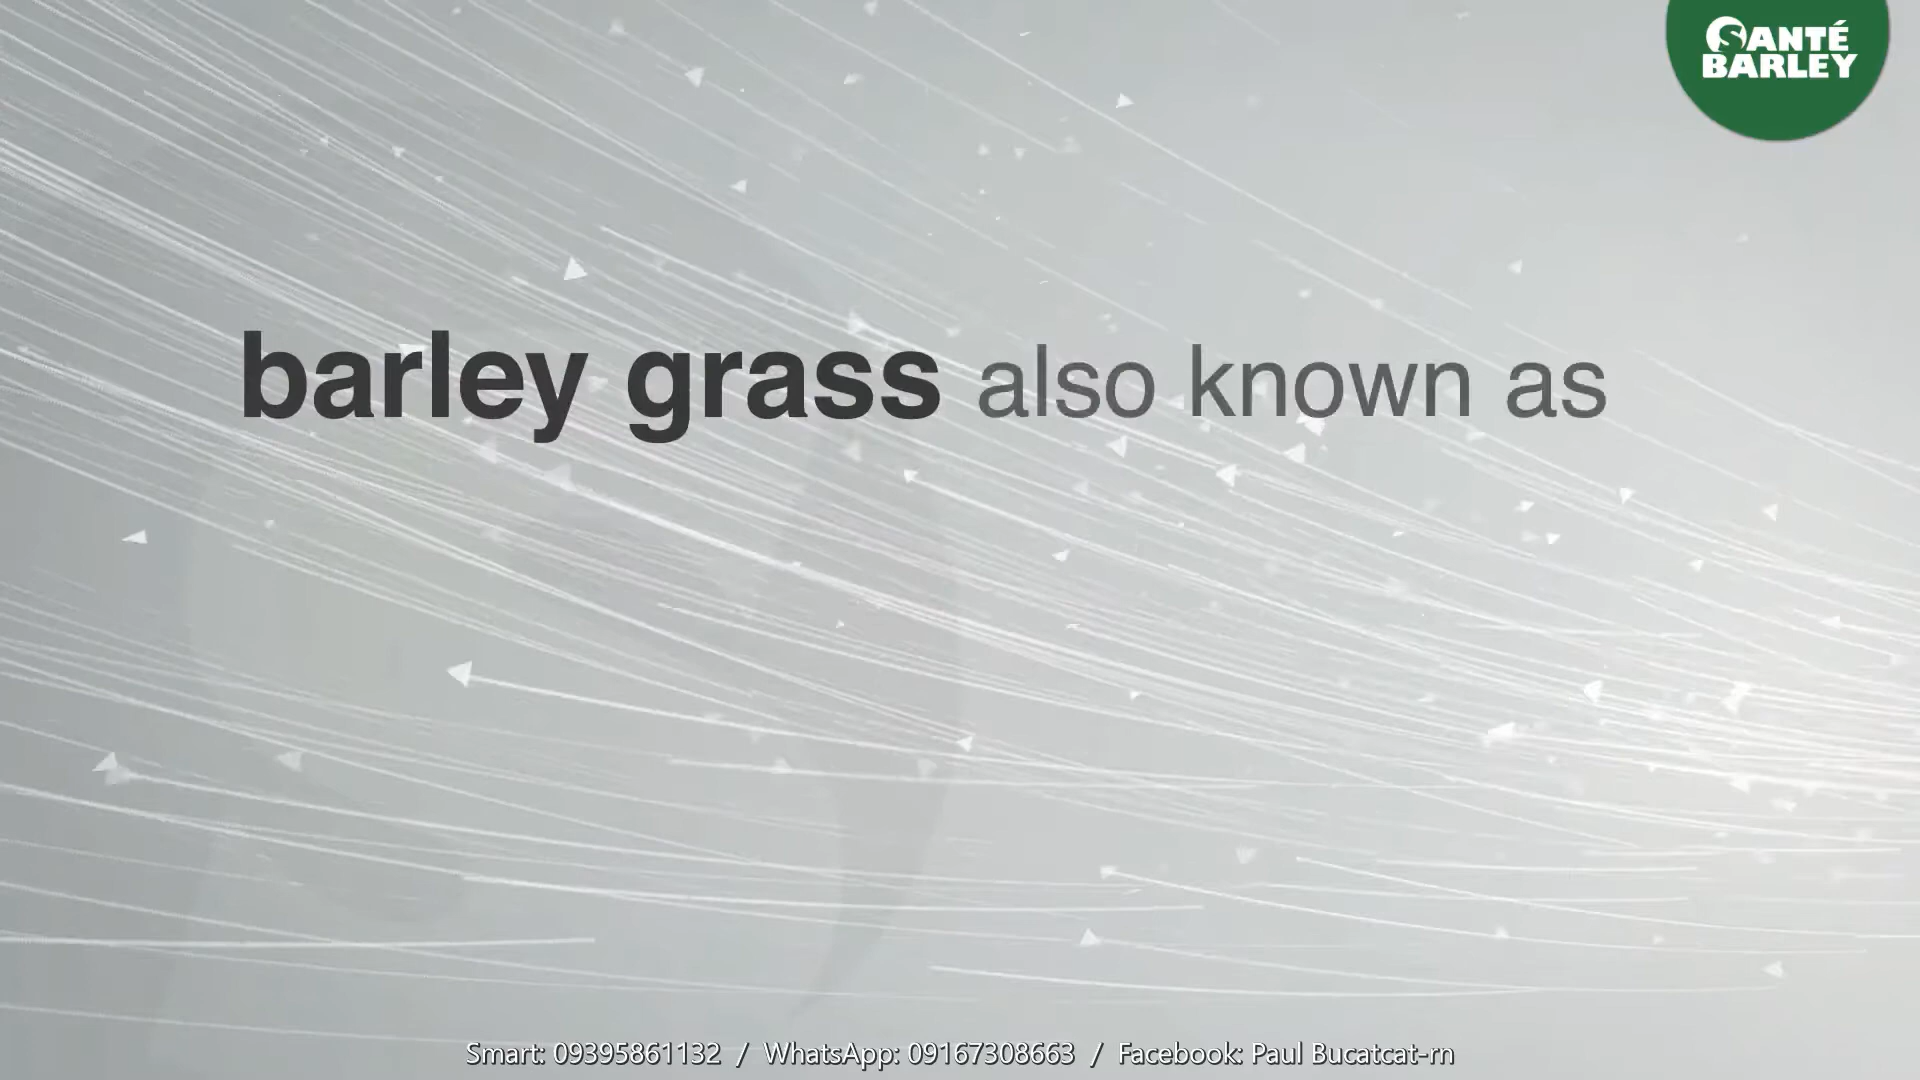 SANTÉ
BARLEY
barley grass also known as
Smart: 09395861132 / WhatsApp: 09167308663 / Facebook: Paul Bucatcat-rn